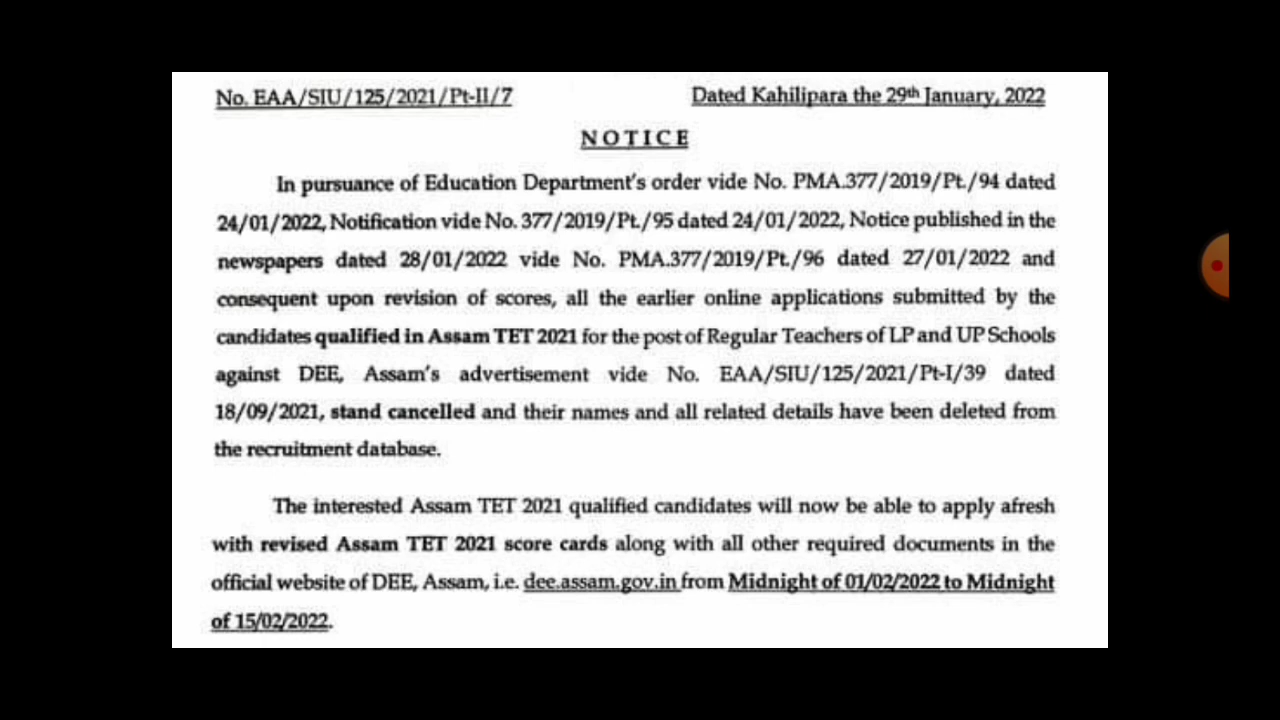 No. EAA/SIU/125/2021/Pt-II/7 Dated Kahilipara the 29th January, 2022
NOTICE
In pursuance of Education Department's order vide No. PMA.377/2019/Pt./94 dated
24/01/2022, Notification vide No. 377/2019/Pt./95 dated 24/01/2022, Notice published in the
newspapers dated 28/01/2022 vide No. PMA.377/2019/Pt./96 dated 27/01/2022 and
consequent upon revision of scores, all the earlier online applications submitted by the
candidates qualified in Assam TET 2021 for the post of Regular Teachers of LP and UP Schools
against DEE, Assam's advertisement vide No. EAA/SIU/125/2021/Pt-I/39 dated
18/09/2021, stand cancelled and their names and all related details have been deleted from
the recruitment database.
The interested Assam TET 2021 qualified candidates will now be able to apply afresh
with revised Assam TET 2021 score cards along with all other required documents in the
official website of DEE, Assam, i.e. dee.assam.gov.in from Midnight of 01/02/2022 to Midnight
of 15/02/2022.